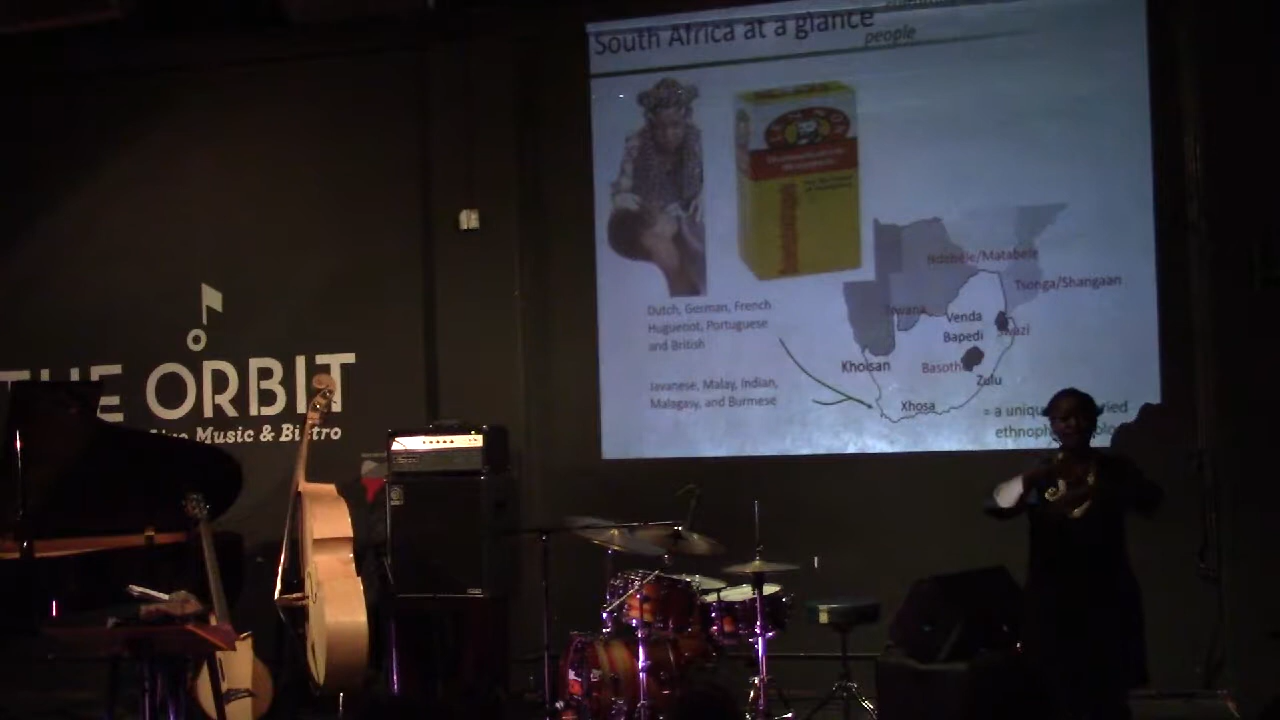 South Africa at a glance
people
Dutch, German, French
Huguenot, Portuguese
and British
Javanese, Malay, Indian,
Malagasy, and Burmese
Ndebele/Matabele
Tsonga/Shangaan
Tswana
Venda
Swazi
Bapedi
Khoisan
Basotho
Zulu
Xhosa
= a
THE ORBIT
Live Music & Bistro